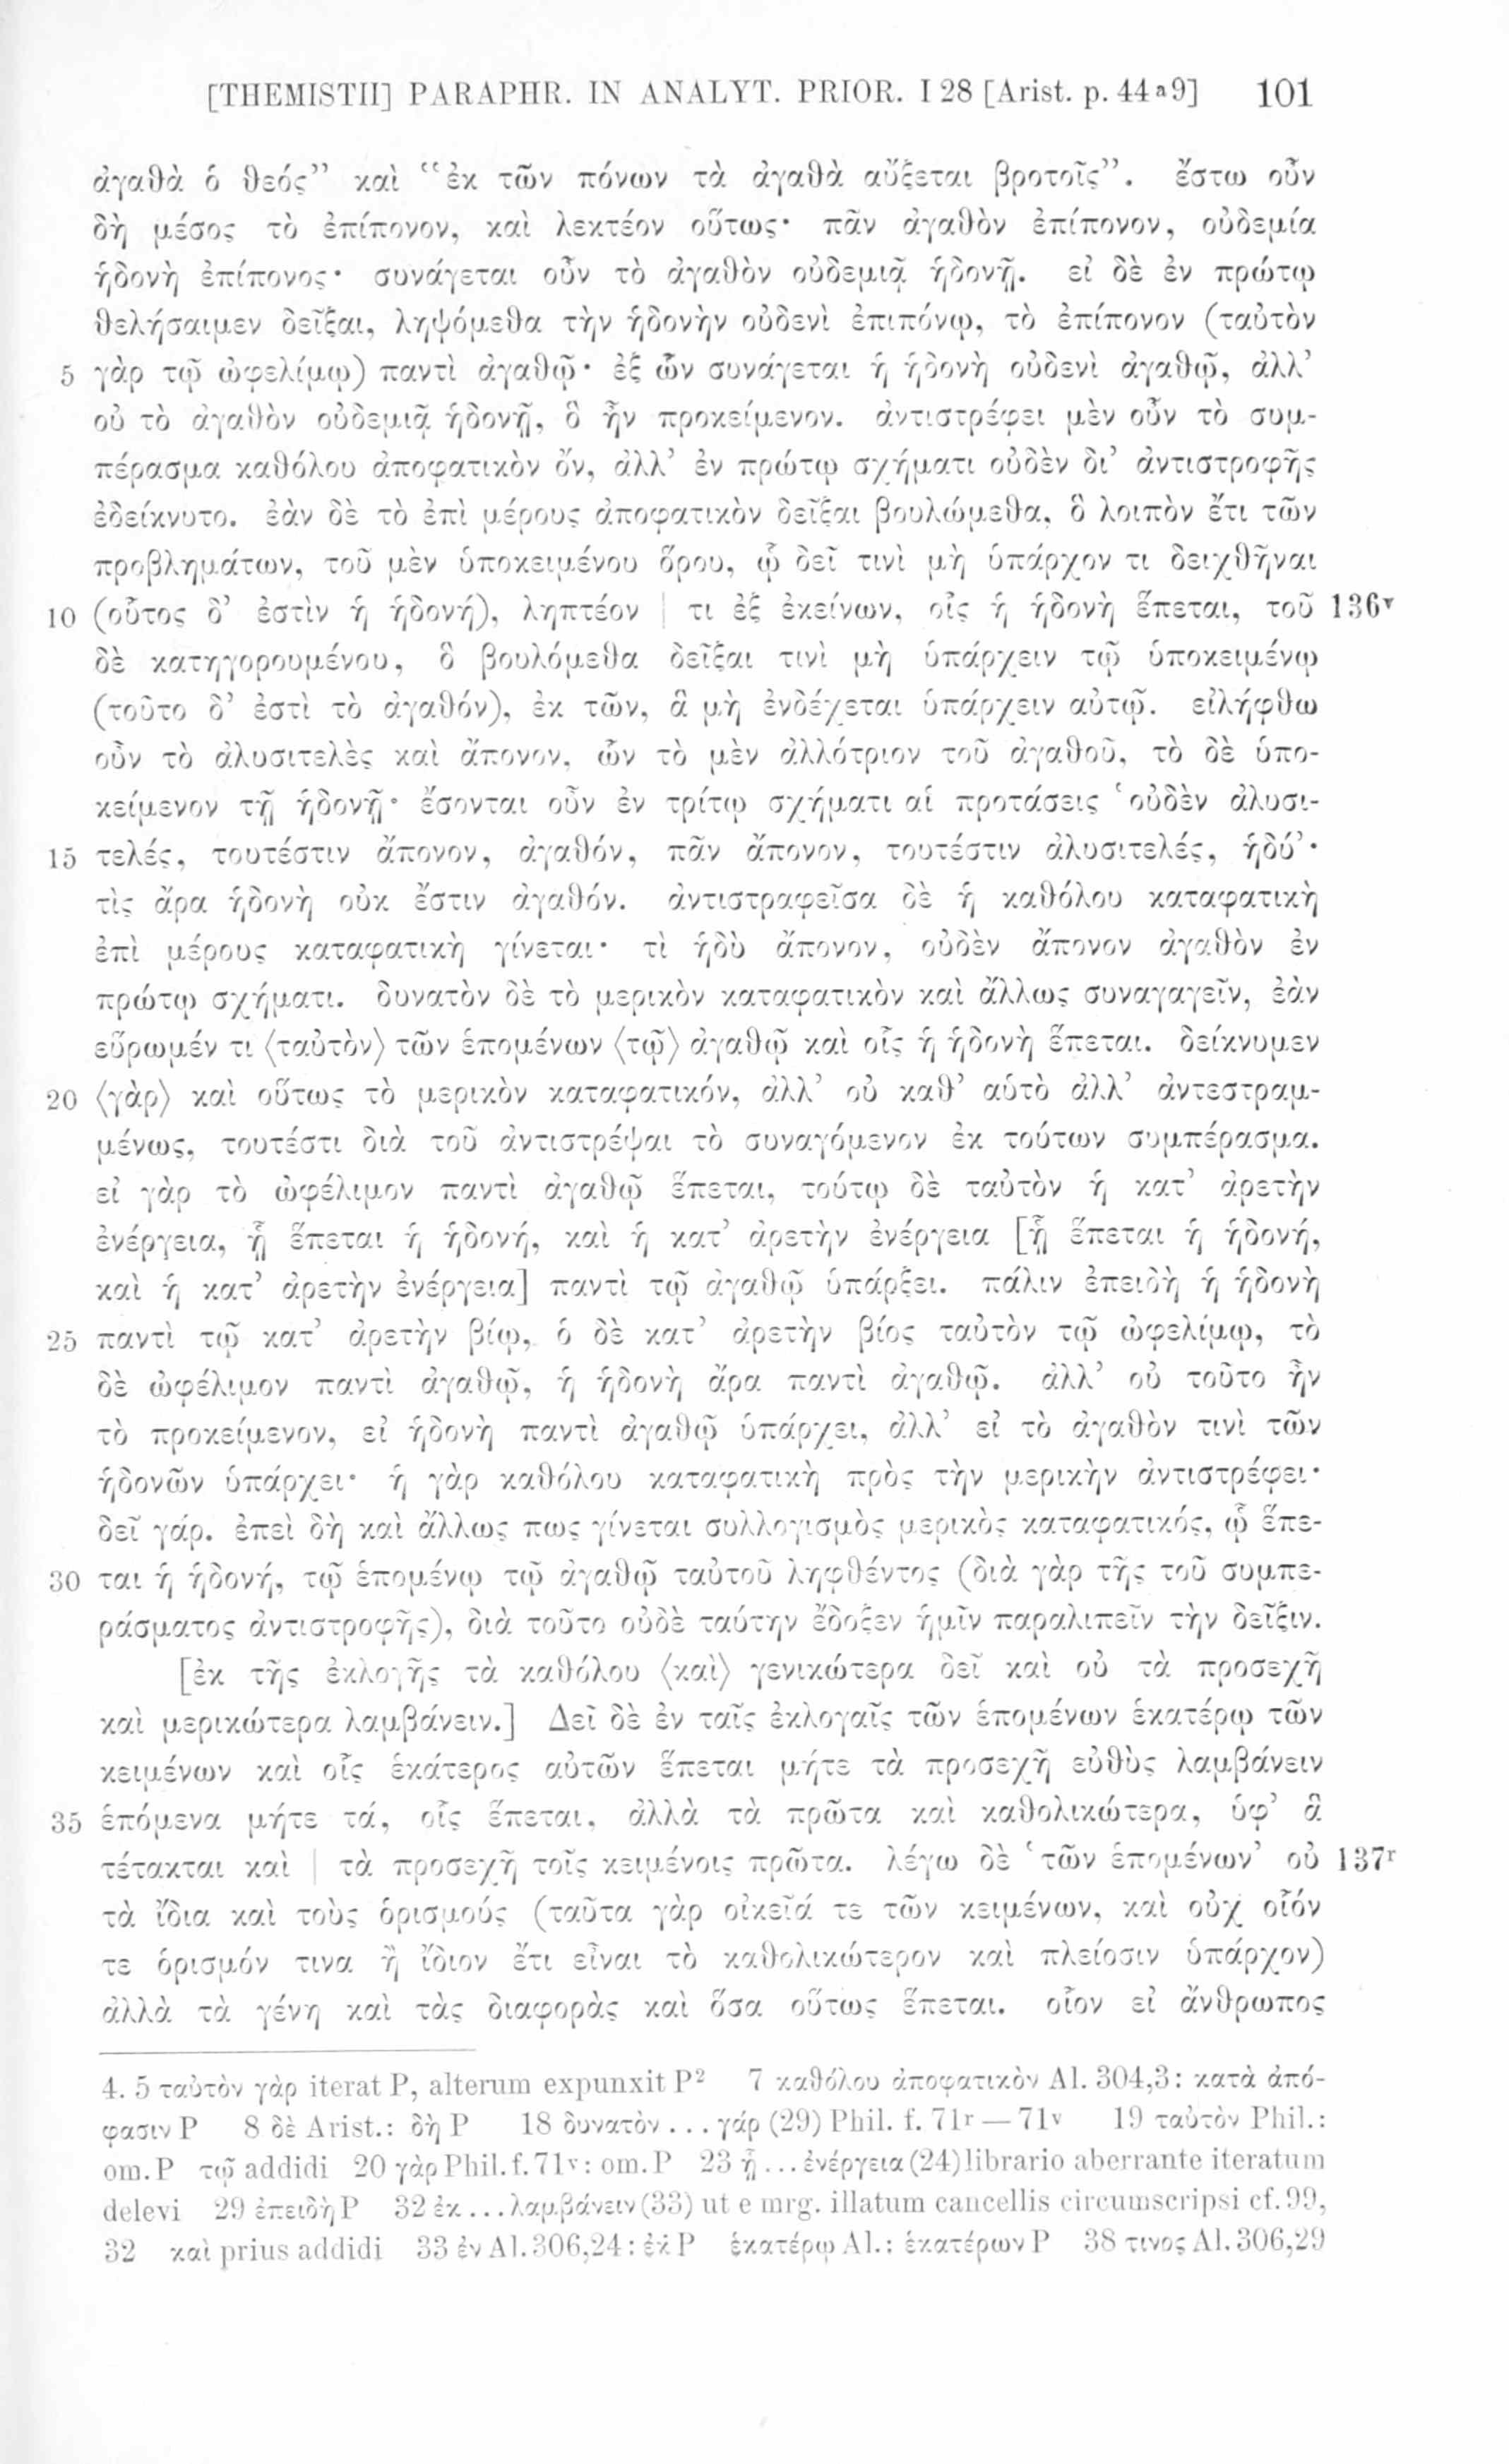 [THEMISTII] PARAPHR. IN ANALYT. PRIOR. I 28 [Arist. p. 44ᵃ9] 101
ἀγαθὰ ὁ θεός” καὶ “ἐκ τῶν πόνων τὰ ἀγαθὰ αὔξεται βροτοῖς”. ἔστω οὖν
δὴ μέσος τὸ ἐπίπονον, καὶ λεκτέον οὕτως· πᾶν ἀγαθὸν ἐπίπονον, οὐδεμία
ἡδονὴ ἐπίπονος· συνάγεται οὖν τὸ ἀγαθὸν οὐδεμιᾷ ἡδονῇ. εἰ δὲ ἐν πρώτῳ
θελήσαιμεν δεῖξαι, ληψόμεθα τὴν ἡδονὴν οὐδενὶ ἐπιπόνῳ, τὸ ἐπίπονον (ταὐτὸν
5 γὰρ τῷ ὠφελίμῳ) παντὶ ἀγαθῷ· ἐξ ὧν συνάγεται ἡ ἡδονὴ οὐδενὶ ἀγαθῷ, ἀλλ’
οὐ τὸ ἀγαθὸν οὐδεμιᾷ ἡδονῇ, ὃ ἦν προκείμενον. ἀντιστρέφει μὲν οὖν τὸ συμ-
πέρασμα καθόλου ἀποφατικὸν ὄν, ἀλλ’ ἐν πρώτῳ σχήματι οὐδὲν δι’ ἀντιστροφῆς
ἐδείκνυτο. ἐὰν δὲ τὸ ἐπὶ μέρους ἀποφατικὸν δεῖξαι βουλώμεθα, ὃ λοιπὸν ἔτι τῶν
προβλημάτων, τοῦ μὲν ὑποκειμένου ὅρου, ᾧ δεῖ τινὶ μὴ ὑπάρχον τι δειχθῆναι
10 (οὗτος δ’ ἐστὶν ἡ ἡδονή), ληπτέον | τι ἐξ ἐκείνων, οἷς ἡ ἡδονὴ ἕπεται, τοῦ 136ᵛ
δὲ κατηγορουμένου, ὃ βουλόμεθα δεῖξαι τινὶ μὴ ὑπάρχειν τῷ ὑποκειμένῳ
(τοῦτο δ’ ἐστὶ τὸ ἀγαθόν), ἐκ τῶν, ἃ μὴ ἐνδέχεται ὑπάρχειν αὐτῷ. εἰλήφθω
οὖν τὸ ἀλυσιτελὲς καὶ ἄπονον, ὧν τὸ μὲν ἀλλότριον τοῦ ἀγαθοῦ, τὸ δὲ ὑπο-
κείμενον τῇ ἡδονῇ· ἔσονται οὖν ἐν τρίτῳ σχήματι αἱ προτάσεις ‘οὐδὲν ἀλυσι-
15 τελές, τουτέστιν ἄπονον, ἀγαθόν, πᾶν ἄπονον, τουτέστιν ἀλυσιτελές, ἡδύ’·
τὶς ἄρα ἡδονὴ οὐκ ἔστιν ἀγαθόν. ἀντιστραφεῖσα δὲ ἡ καθόλου καταφατικὴ
ἐπὶ μέρους καταφατικὴ γίνεται· τὶ ἡδὺ ἄπονον, οὐδὲν ἄπονον ἀγαθὸν ἐν
πρώτῳ σχήματι. δυνατὸν δὲ τὸ μερικὸν καταφατικὸν καὶ ἄλλως συναγαγεῖν, ἐὰν
εὕρωμέν τι ⟨ταὐτὸν⟩ τῶν ἑπομένων ⟨τῷ⟩ ἀγαθῷ καὶ οἷς ἡ ἡδονὴ ἕπεται. δείκνυμεν
20 ⟨γὰρ⟩ καὶ οὕτως τὸ μερικὸν καταφατικόν, ἀλλ’ οὐ καθ’ αὑτὸ ἀλλ’ ἀντεστραμ-
μένως, τουτέστι διὰ τοῦ ἀντιστρέψαι τὸ συναγόμενον ἐκ τούτων συμπέρασμα.
εἰ γὰρ τὸ ὠφέλιμον παντὶ ἀγαθῷ ἕπεται, τούτῳ δὲ ταὐτὸν ἡ κατ’ ἀρετὴν
ἐνέργεια, ᾗ ἕπεται ἡ ἡδονή, καὶ ἡ κατ’ ἀρετὴν ἐνέργεια [ᾗ ἕπεται ἡ ἡδονή,
καὶ ἡ κατ’ ἀρετὴν ἐνέργεια] παντὶ τῷ ἀγαθῷ ὑπάρξει. πάλιν ἐπειδὴ ἡ ἡδονὴ
25 παντὶ τῷ κατ’ ἀρετὴν βίῳ, ὁ δὲ κατ’ ἀρετὴν βίος ταὐτὸν τῷ ὠφελίμῳ, τὸ
δὲ ὠφέλιμον παντὶ ἀγαθῷ, ἡ ἡδονὴ ἄρα παντὶ ἀγαθῷ. ἀλλ’ οὐ τοῦτο ἦν
τὸ προκείμενον, εἰ ἡδονὴ παντὶ ἀγαθῷ ὑπάρχει, ἀλλ’ εἰ τὸ ἀγαθὸν τινὶ τῶν
ἡδονῶν ὑπάρχει· ἡ γὰρ καθόλου καταφατικὴ πρὸς τὴν μερικὴν ἀντιστρέφει·
δεῖ γάρ. ἐπεὶ δὴ καὶ ἄλλως πως γίνεται συλλογισμὸς μερικὸς καταφατικός, ᾧ ἕπε-
30 ται ἡ ἡδονή, τῷ ἑπομένῳ τῷ ἀγαθῷ ταὐτοῦ ληφθέντος (διὰ γὰρ τῆς τοῦ συμπε-
ράσματος ἀντιστροφῆς), διὰ τοῦτο οὐδὲ ταύτην ἔδοξεν ἡμῖν παραλιπεῖν τὴν δεῖξιν.
[ἐκ τῆς ἐκλογῆς τὰ καθόλου ⟨καὶ⟩ γενικώτερα δεῖ καὶ οὐ τὰ προσεχῆ
καὶ μερικώτερα λαμβάνειν.] Δεῖ δὲ ἐν ταῖς ἐκλογαῖς τῶν ἑπομένων ἑκατέρῳ τῶν
κειμένων καὶ οἷς ἑκάτερος αὐτῶν ἕπεται μήτε τὰ προσεχῆ εὐθὺς λαμβάνειν
35 ἑπόμενα μήτε τά, οἷς ἕπεται, ἀλλὰ τὰ πρῶτα καὶ καθολικώτερα, ὑφ’ ἃ
τέτακται καὶ | τὰ προσεχῆ τοῖς κειμένοις πρῶτα. λέγω δὲ ‘τῶν ἑπομένων’ οὐ 137ʳ
τὰ ἴδια καὶ τοὺς ὁρισμούς (ταῦτα γὰρ οἰκεῖά τε τῶν κειμένων, καὶ οὐχ οἷόν
τε ὁρισμόν τινα ἢ ἴδιον ἔτι εἶναι τὸ καθολικώτερον καὶ πλείοσιν ὑπάρχον)
ἀλλὰ τὰ γένη καὶ τὰς διαφορὰς καὶ ὅσα οὕτως ἕπεται. οἷον εἰ ἄνθρωπος
4. 5 ταὐτὸν γὰρ iterat P, alterum expunxit P² 7 καθόλου ἀποφατικὸν Al. 304,3: κατὰ ἀπό-
φασιν P 8 δὲ Arist.: δὴ P 18 δυνατὸν ... γάρ (29) Phil. f. 71ʳ — 71ᵛ 19 ταὐτὸν Phil.:
om. P τῷ addidi 20 γὰρ Phil. f. 71ᵛ: om. P 23 ᾗ ... ἐνέργεια (24) librario aberrante iteratum
delevi 29 ἐπειδὴ P 32 ἐκ ... λαμβάνειν (33) ut e mrg. illatum cancellis circumscripsi cf. 99,
32 καὶ prius addidi 33 ἐν Al. 306,24: ἐκ P ἑκατέρῳ Al.: ἑκατέρων P 38 τινος Al. 306,29